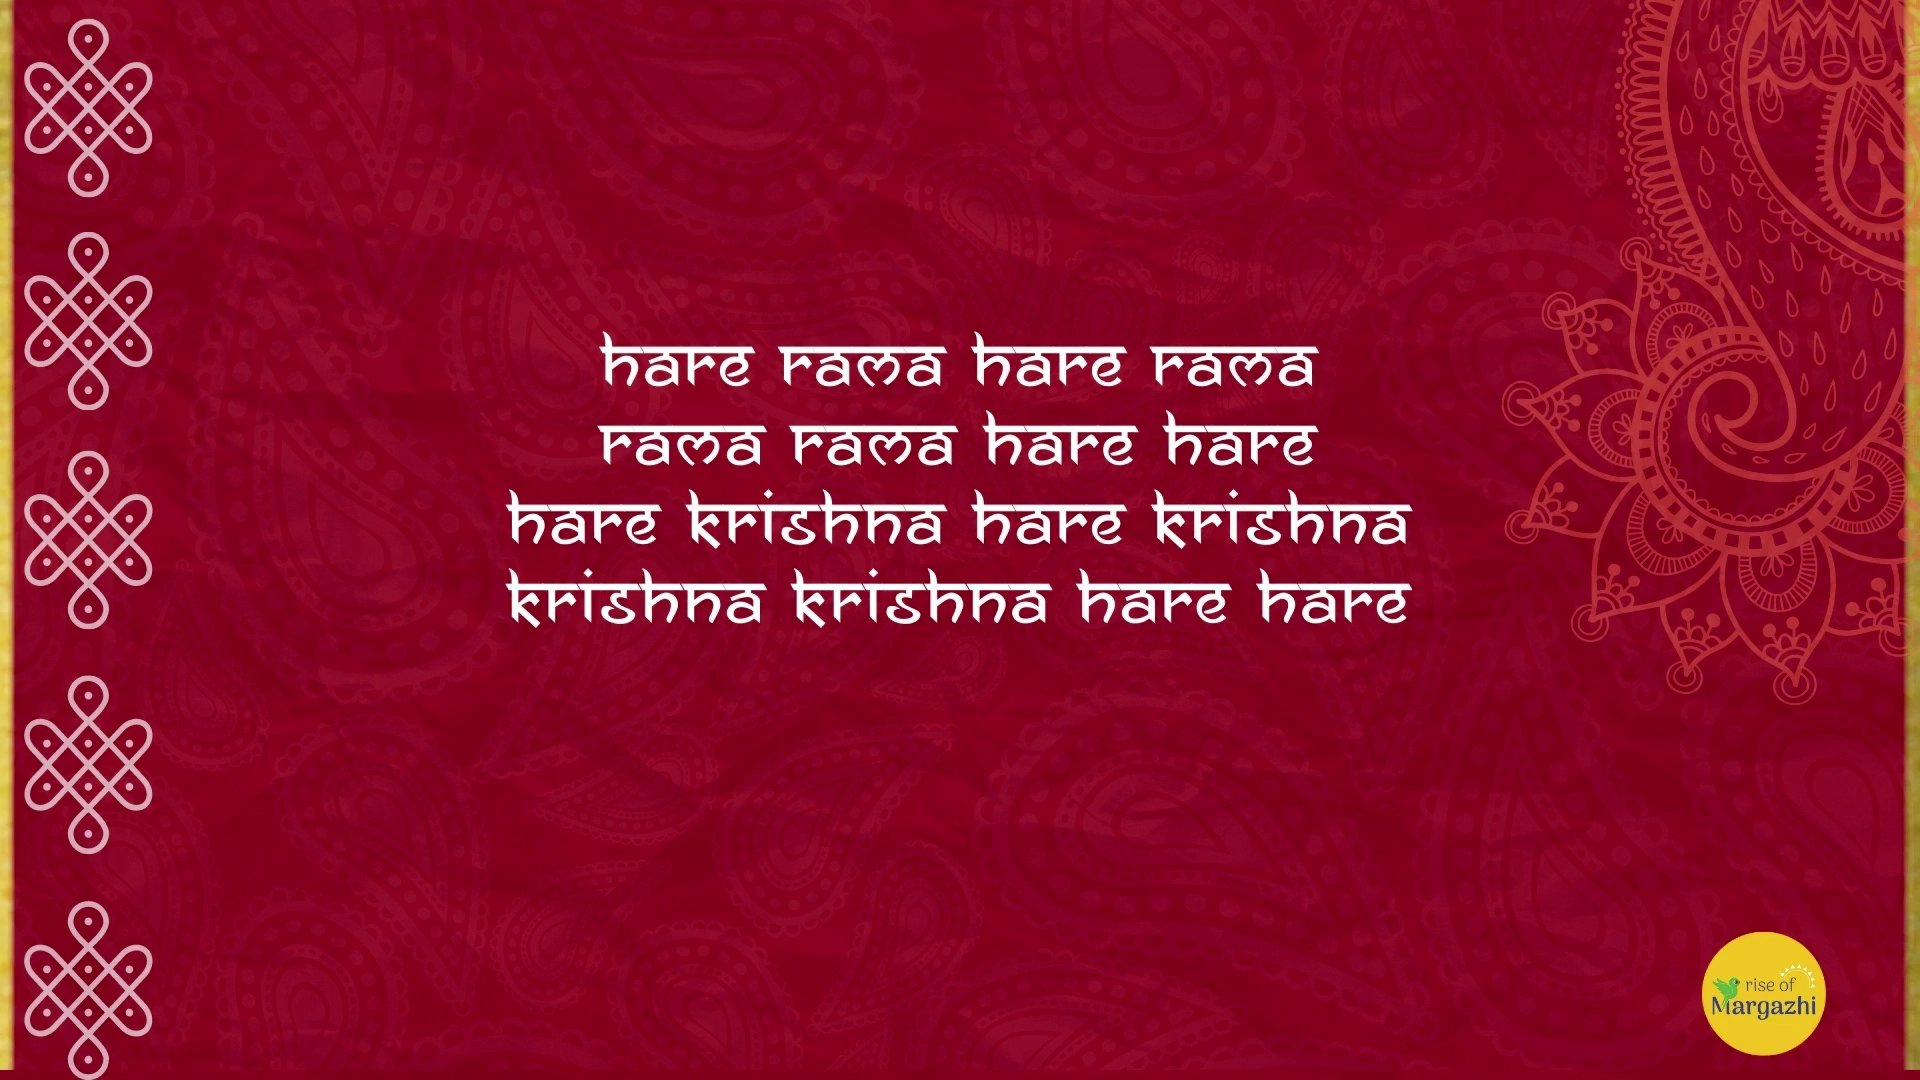 hare rama hare rama
rama rama hare hare
hare krishna hare krishna
krishna krishna hare hare
rise of
Margazhi